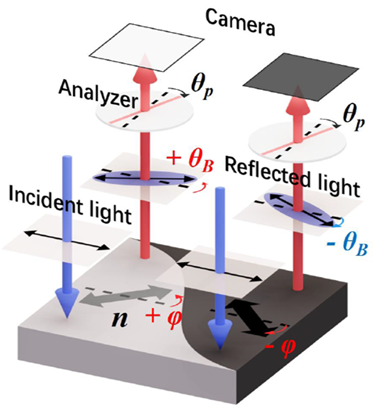 Camera
θp
Analyzer
θp
+ θB
Reflected light
Incident light
- θB
n
+ φ
- φ